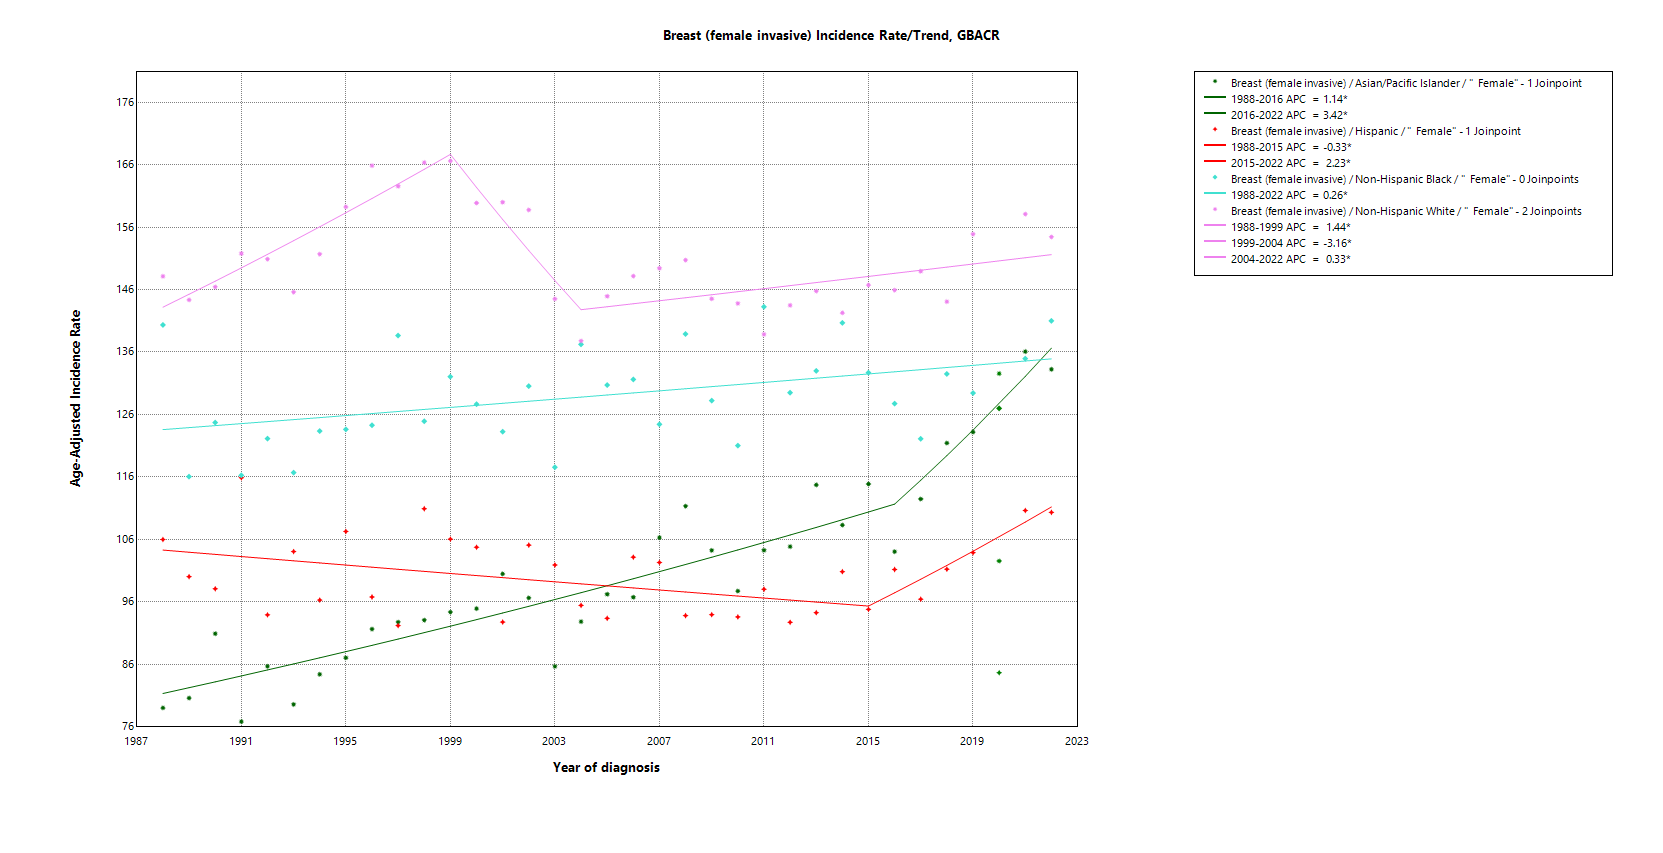 Breast (female invasive) Incidence Rate/Trend, GBACR
176
166
156
146
136
126
116
106
96
86
76
Age-Adjusted Incidence Rate
1987 1991 1995 1999 2003 2007 2011 2015 2019 2023
Year of diagnosis
Breast (female invasive) / Asian/Pacific Islander / " Female" - 1 Joinpoint
1988-2016 APC = 1.14*
2016-2022 APC = 3.42*
Breast (female invasive) / Hispanic / " Female" - 1 Joinpoint
1988-2015 APC = -0.33*
2015-2022 APC = 2.23*
Breast (female invasive) / Non-Hispanic Black / " Female" - 0 Joinpoints
1988-2022 APC = 0.26*
Breast (female invasive) / Non-Hispanic White / " Female" - 2 Joinpoints
1988-1999 APC = 1.44*
1999-2004 APC = -3.16*
2004-2022 APC = 0.33*